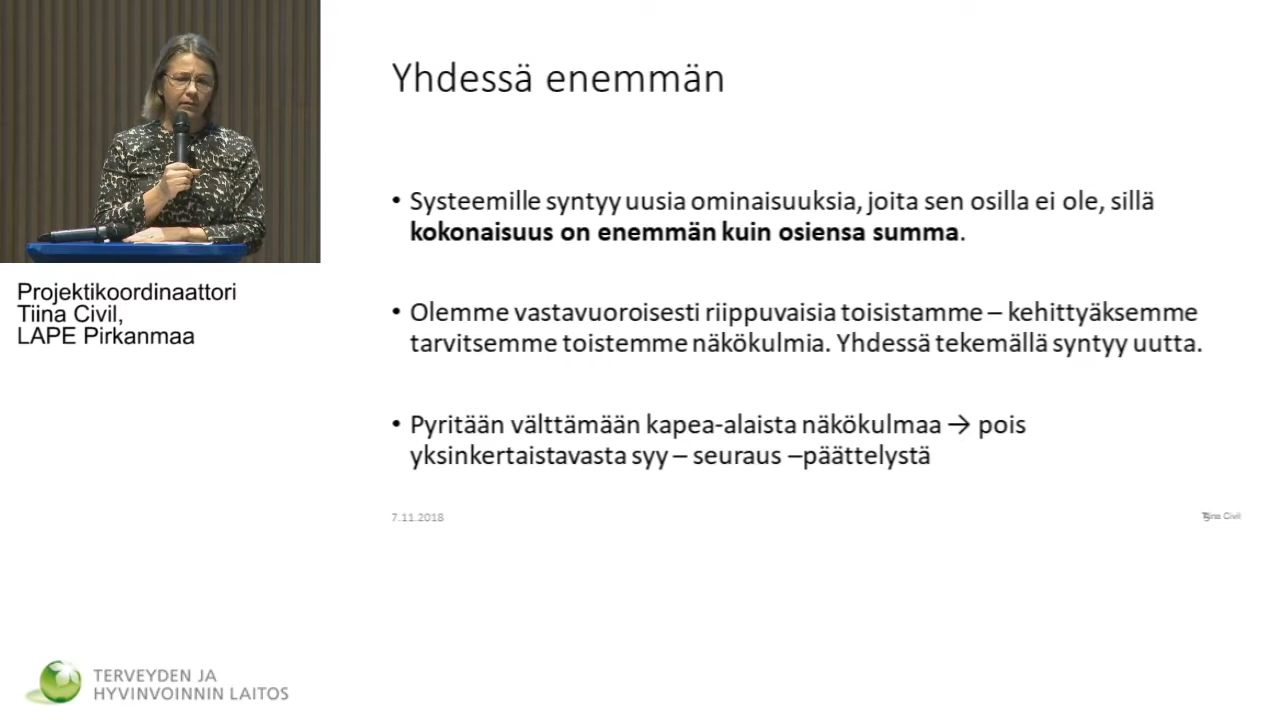 Yhdessä enemmän
• Systeemille syntyy uusia ominaisuuksia, joita sen osilla ei ole, sillä
kokonaisuus on enemmän kuin osiensa summa.
• Olemme vastavuoroisesti riippuvaisia toisistamme – kehittyäksemme
tarvitsemme toistemme näkökulmia. Yhdessä tekemällä syntyy uutta.
• Pyritään välttämään kapea-alaista näkökulmaa → pois
yksinkertaistavasta syy – seuraus –päättelystä
7.11.2018
Tiina Civil
Projektikoordinaattori
Tiina Civil,
LAPE Pirkanmaa
TERVEYDEN JA
HYVINVOINNIN LAITOS